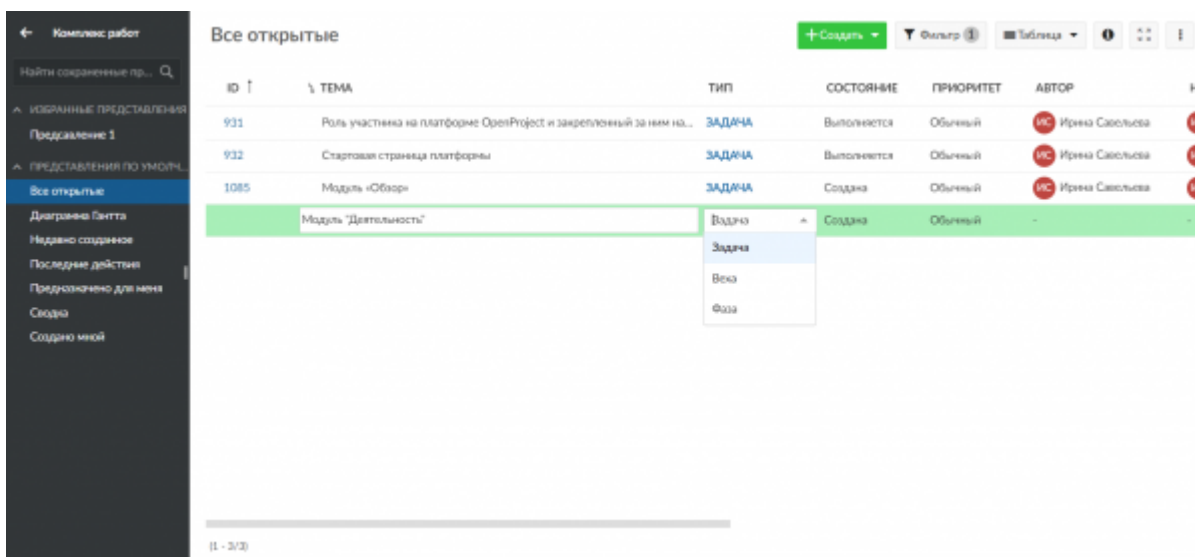 Комплекс работ
Все открытые
+ Создать
Фильтр 1
Таблица
Найти сохраненные пр...
ID ТЕМА ТИП СОСТОЯНИЕ ПРИОРИТЕТ АВТОР
ИЗБРАННЫЕ ПРЕДСТАВЛЕНИЯ
Предсавление 1
ПРЕДСТАВЛЕНИЯ ПО УМОЛЧ...
Все открытые
Диаграмма Гантта
Недавно созданное
Последние действия
Предназначено для меня
Сводка
Создано мной
931 Роль участника на платформе OpenProject и закрепленный за ним на... ЗАДАЧА Выполняется Обычный ИС Ирина Савельева
932 Стартовая страница платформы ЗАДАЧА Выполняется Обычный ИС Ирина Савельева
1085 Модуль «Обзор» ЗАДАЧА Создана Обычный ИС Ирина Савельева
Модуль "Деятельность" Задача Создана Обычный -
Задача
Веха
Фаза
(1 - 3/3)